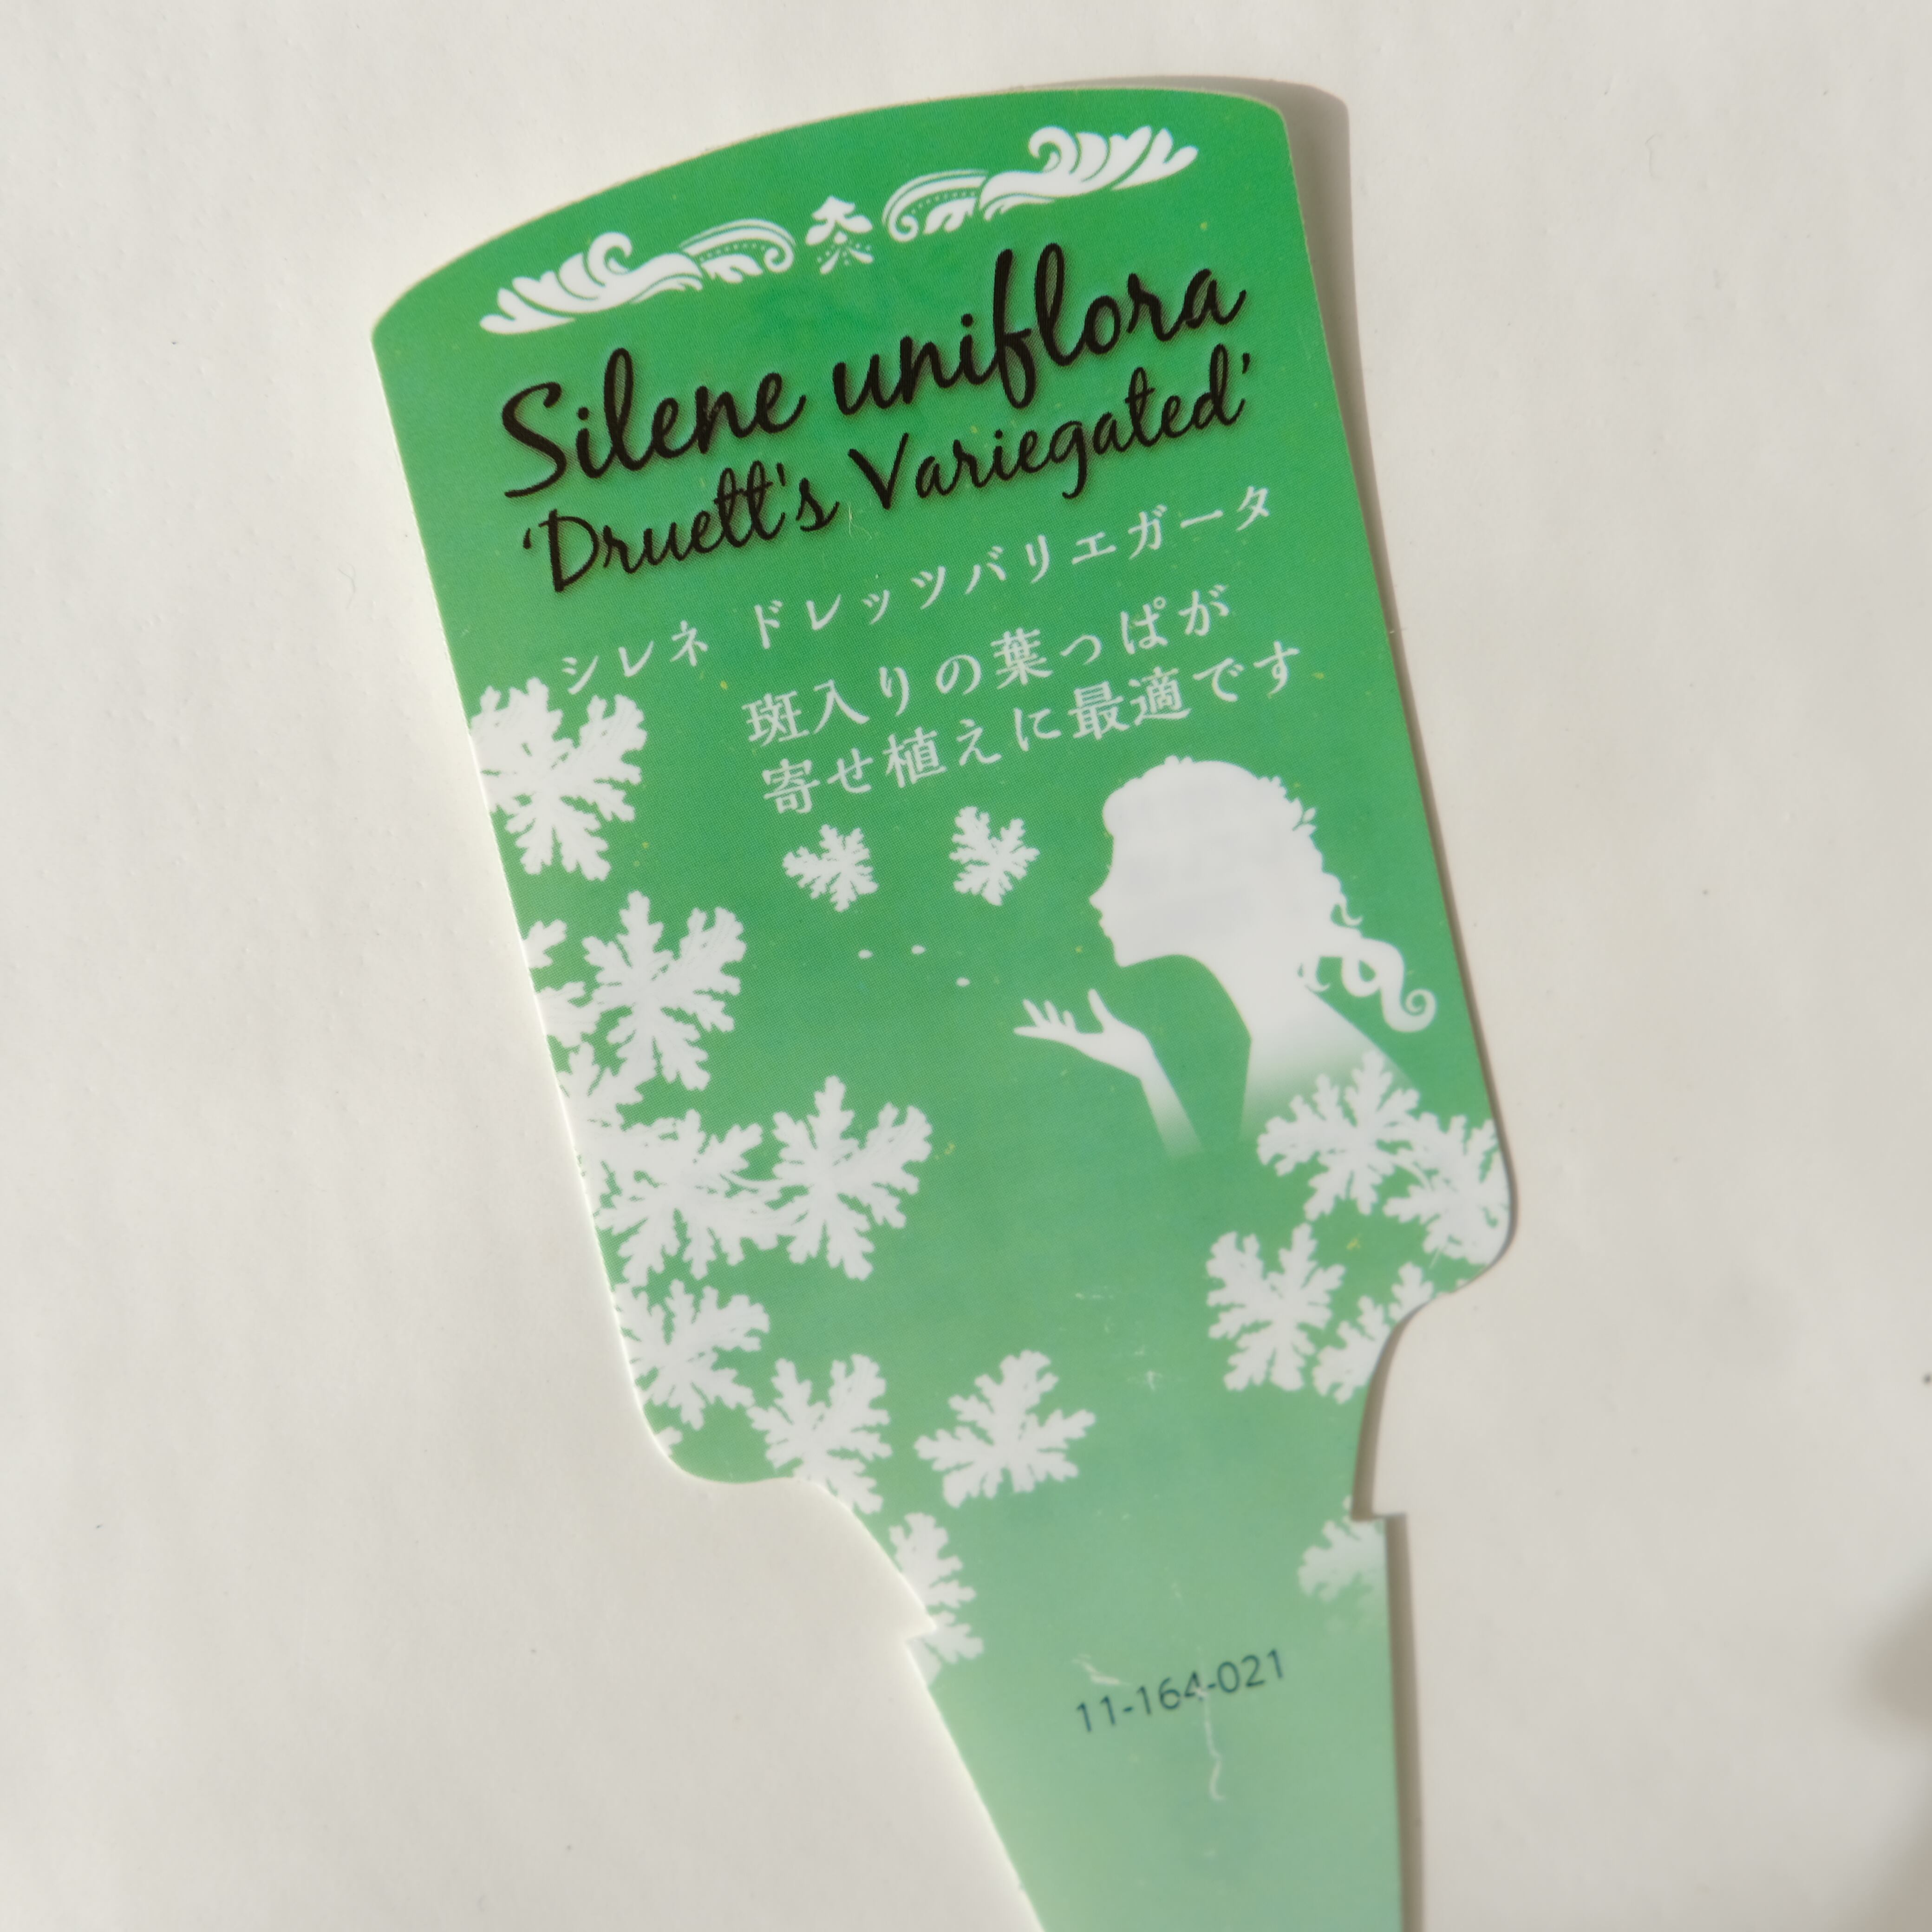 Silene uniflora
‘Druett's Variegated’
シレネ ドレッツバリエガータ
斑入りの葉っぱが
寄せ植えに最適です
11-164-021